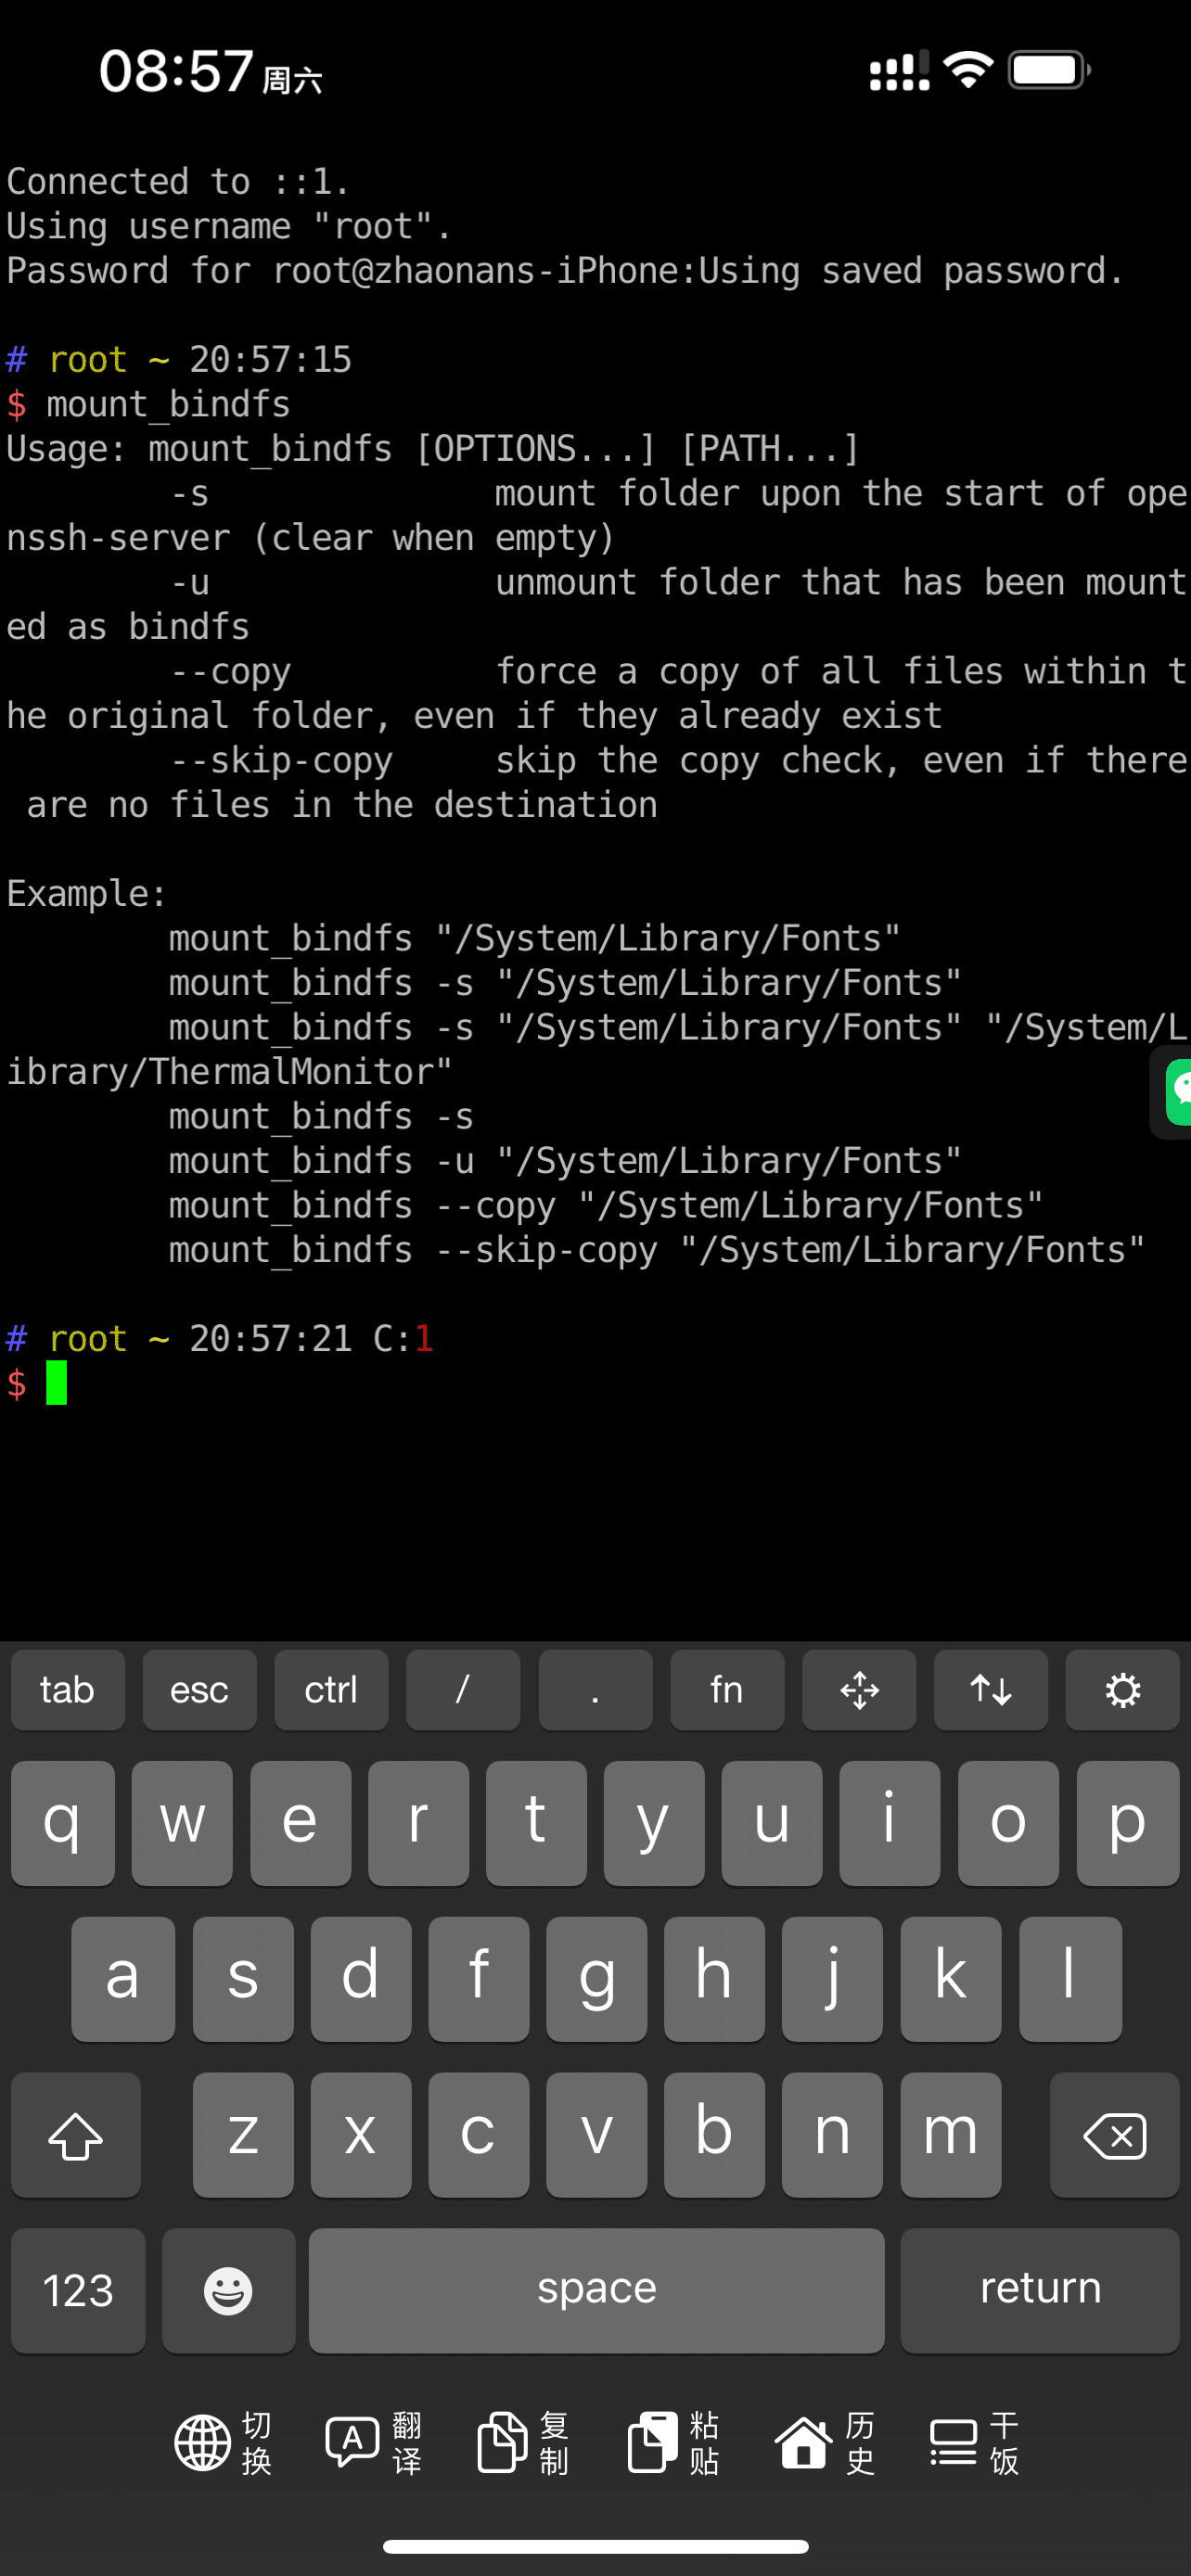 08:57 周六
Connected to ::1.
Using username "root".
Password for root@zhaonans-iPhone:Using saved password.
# root ~ 20:57:15
$ mount_bindfs
Usage: mount_bindfs [OPTIONS...] [PATH...]
        -s              mount folder upon the start of ope
nssh-server (clear when empty)
        -u              unmount folder that has been mount
ed as bindfs
        --copy          force a copy of all files within t
he original folder, even if they already exist
        --skip-copy     skip the copy check, even if there
 are no files in the destination
Example:
        mount_bindfs "/System/Library/Fonts"
        mount_bindfs -s "/System/Library/Fonts"
        mount_bindfs -s "/System/Library/Fonts" "/System/L
ibrary/ThermalMonitor"
        mount_bindfs -s
        mount_bindfs -u "/System/Library/Fonts"
        mount_bindfs --copy "/System/Library/Fonts"
        mount_bindfs --skip-copy "/System/Library/Fonts"
# root ~ 20:57:21 C:1
$
tab esc ctrl / . fn
q w e r t y u i o p
a s d f g h j k l
z x c v b n m
123 space return
切换 A 翻译 复制 粘贴 历史 干饭